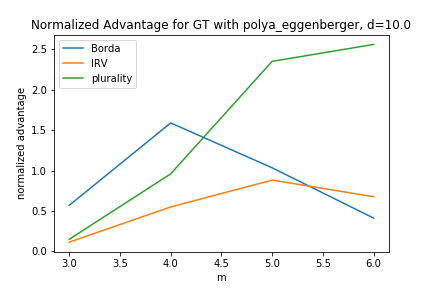 Normalized Advantage for GT with polya_eggenberger, d=10.0
Borda
IRV
plurality
normalized advantage
2.5
2.0
1.5
1.0
0.5
0.0
3.0 3.5 4.0 4.5 5.0 5.5 6.0
m